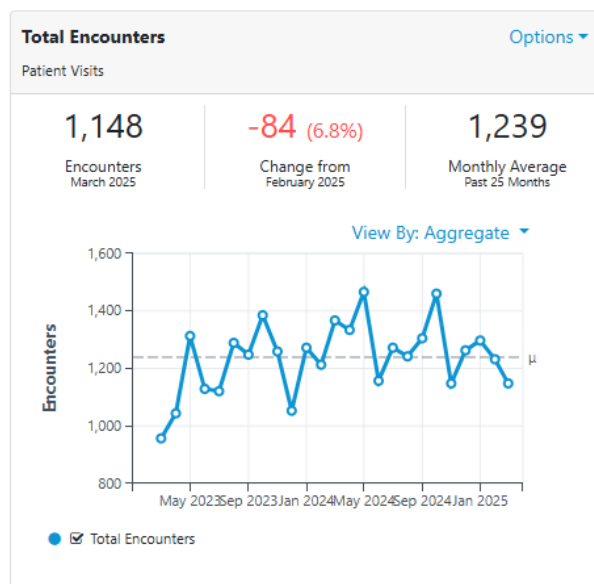 Total Encounters
Options
Patient Visits
1,148
Encounters
March 2025
-84 (6.8%)
Change from
February 2025
1,239
Monthly Average
Past 25 Months
View By: Aggregate
1,600
1,400
1,200
1,000
800
Encounters
μ
May 2023
Sep 2023
Jan 2024
May 2024
Sep 2024
Jan 2025
Total Encounters